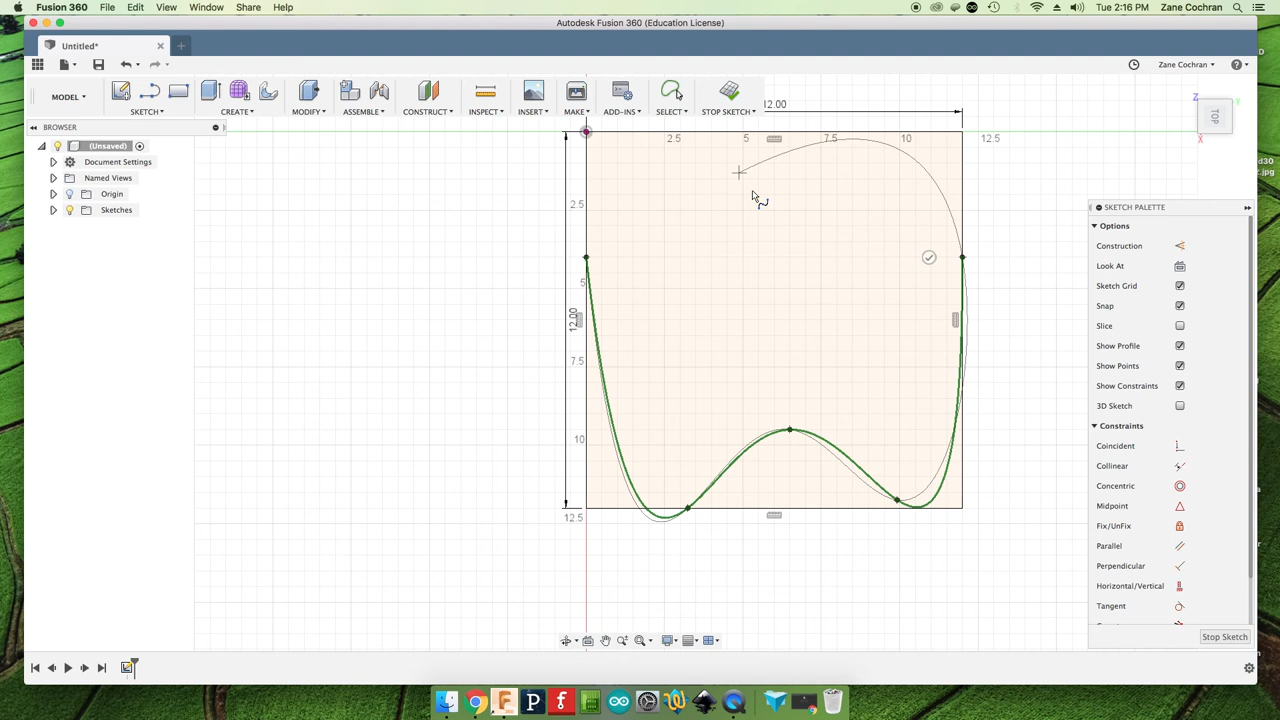 Fusion 360 File Edit View Window Share Help Tue 2:16 PM Zane Cochran
Autodesk Fusion 360 (Education License)
Untitled*
Zane Cochran
MODEL SKETCH CREATE MODIFY ASSEMBLE CONSTRUCT INSPECT INSERT MAKE ADD-INS SELECT STOP SKETCH
12.00
BROWSER
(Unsaved)
Document Settings
Named Views
Origin
Sketches
Z
Y
TOP
X
2.5 5 7.5 10 12.5
2.5
5
12.00
7.5
10
12.5
SKETCH PALETTE
Options
Construction
Look At
Sketch Grid
Snap
Slice
Show Profile
Show Points
Show Constraints
3D Sketch
Constraints
Coincident
Collinear
Concentric
Midpoint
Fix/UnFix
Parallel
Perpendicular
Horizontal/Vertical
Tangent
Stop Sketch